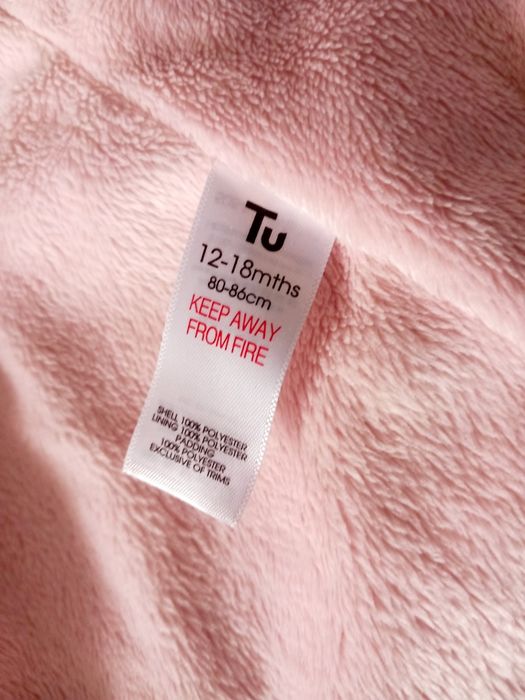 Tu
12-18mths
80-86cm
KEEP AWAY
FROM FIRE
SHELL 100% POLYESTER
LINING 100% POLYESTER
PADDING
100% POLYESTER
EXCLUSIVE OF TRIMS